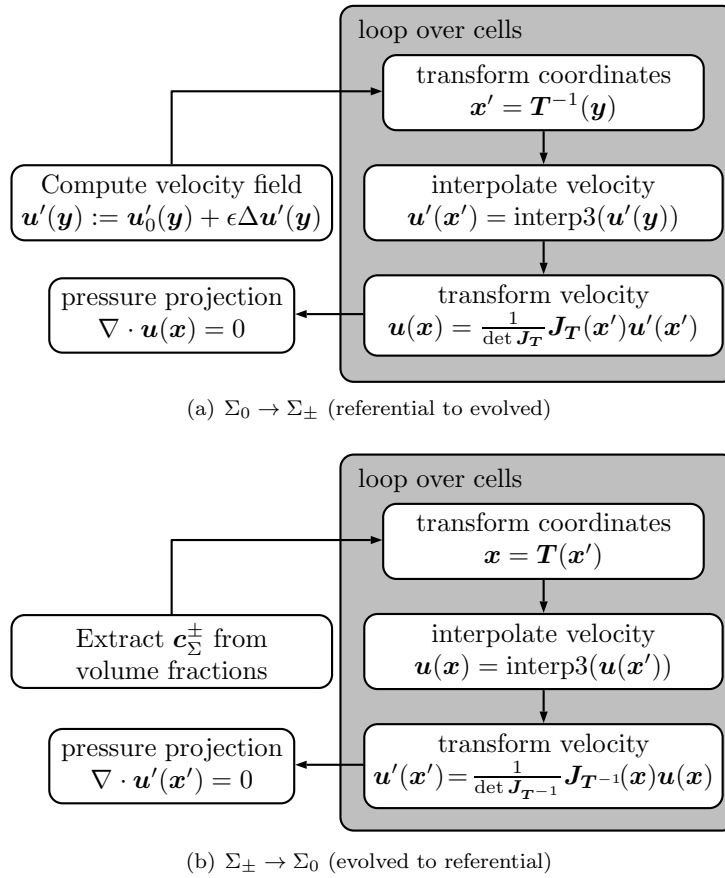 loop over cells
transform coordinates
x′ = T⁻¹(y)
Compute velocity field
u′(y) := u′₀(y) + ϵΔu′(y)
interpolate velocity
u′(x′) = interp3(u′(y))
transform velocity
u(x) = 1/det J_T J_T(x′)u′(x′)
pressure projection
∇ · u(x) = 0
(a) Σ₀ → Σ± (referential to evolved)
loop over cells
transform coordinates
x = T(x′)
Extract c_Σ^± from
volume fractions
interpolate velocity
u(x) = interp3(u(x′))
transform velocity
u′(x′) = 1/det J_T⁻¹ J_T⁻¹(x)u(x)
pressure projection
∇ · u′(x′) = 0
(b) Σ± → Σ₀ (evolved to referential)